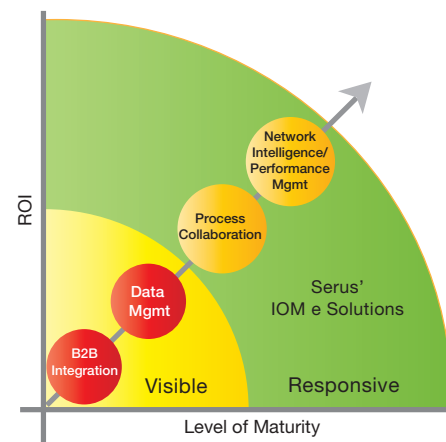 Network
Intelligence/
Performance
Mgmt
Process
Collaboration
ROI
Data
Mgmt
Serus'
IOM e Solutions
B2B
Integration
Visible
Responsive
Level of Maturity